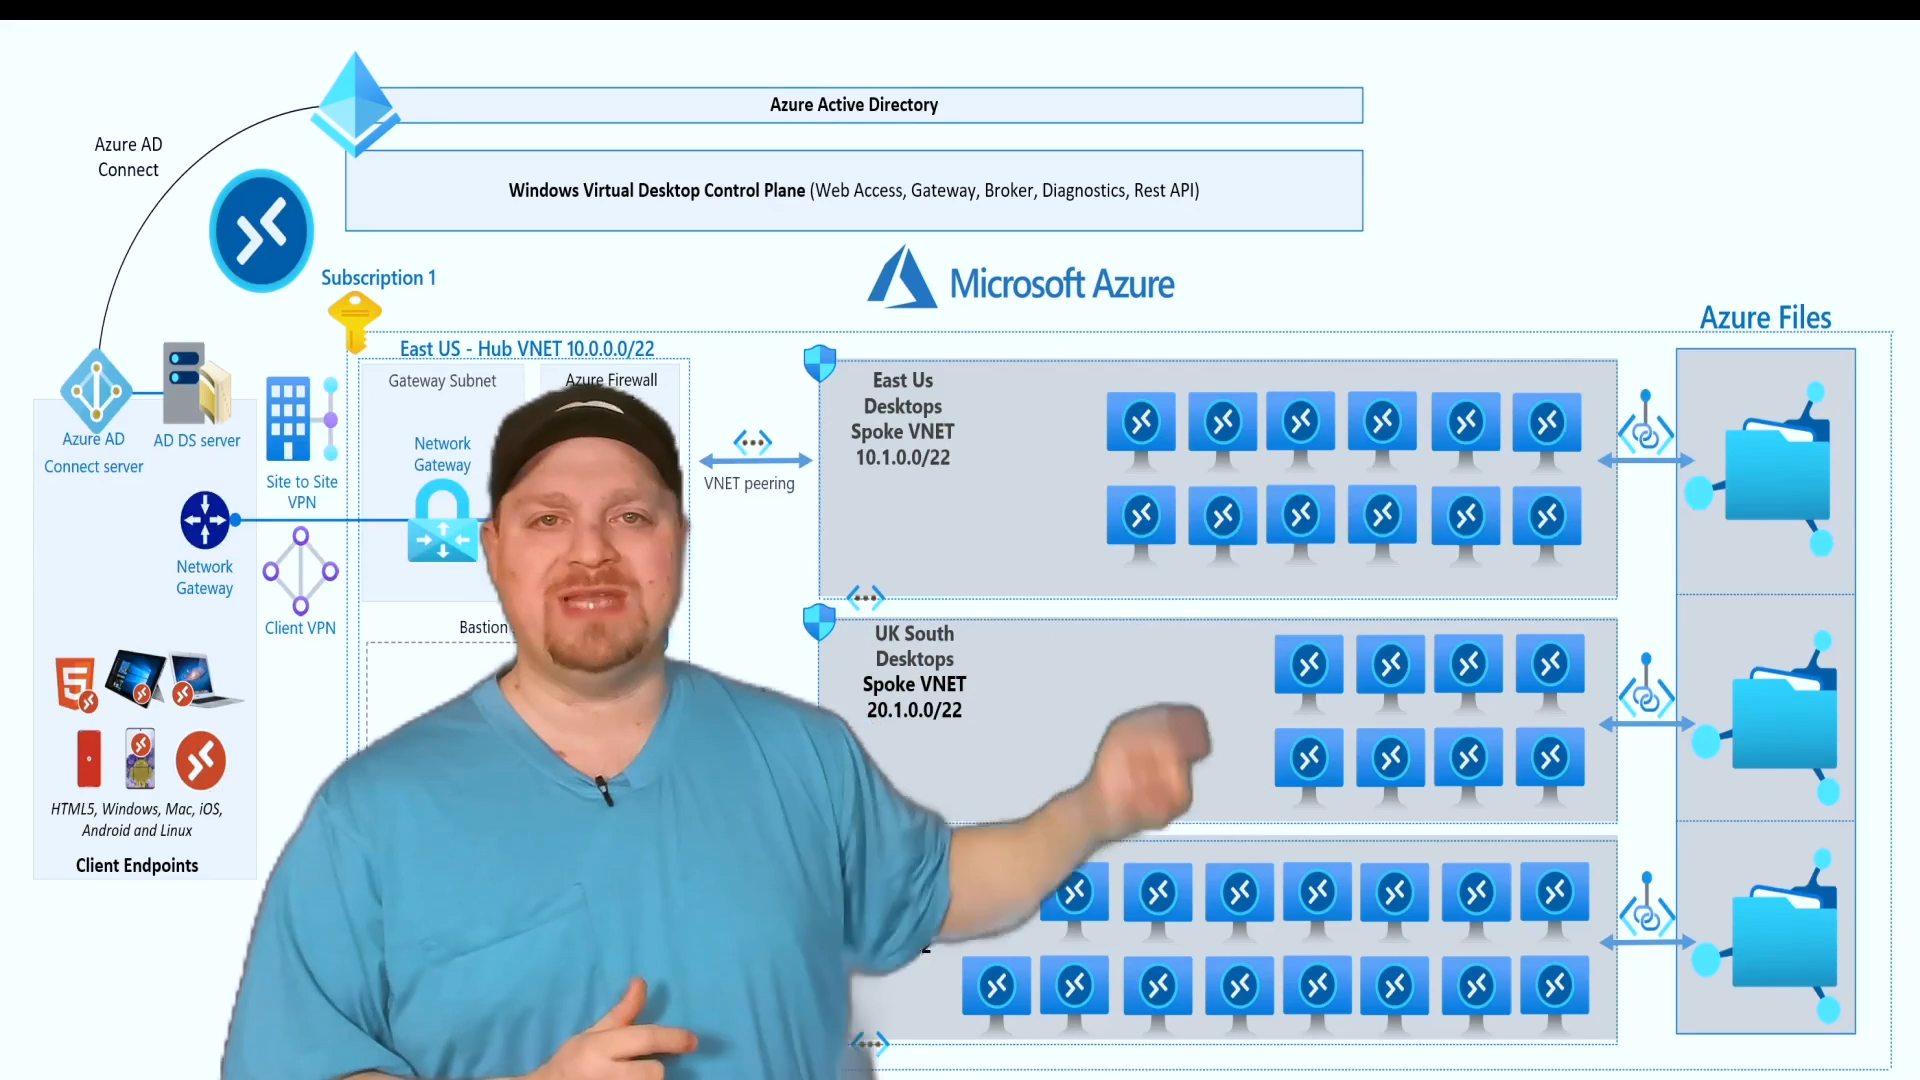 Azure Active Directory
Azure AD
Connect
Windows Virtual Desktop Control Plane (Web Access, Gateway, Broker, Diagnostics, Rest API)
Subscription 1
Microsoft Azure
Azure Files
East US - Hub VNET 10.0.0.0/22
Gateway Subnet
Azure Firewall
Network
Gateway
Azure AD
Connect server
AD DS server
Site to Site
VPN
Network
Gateway
Client VPN
Bastion
HTML5, Windows, Mac, iOS,
Android and Linux
Client Endpoints
VNET peering
East Us
Desktops
Spoke VNET
10.1.0.0/22
UK South
Desktops
Spoke VNET
20.1.0.0/22